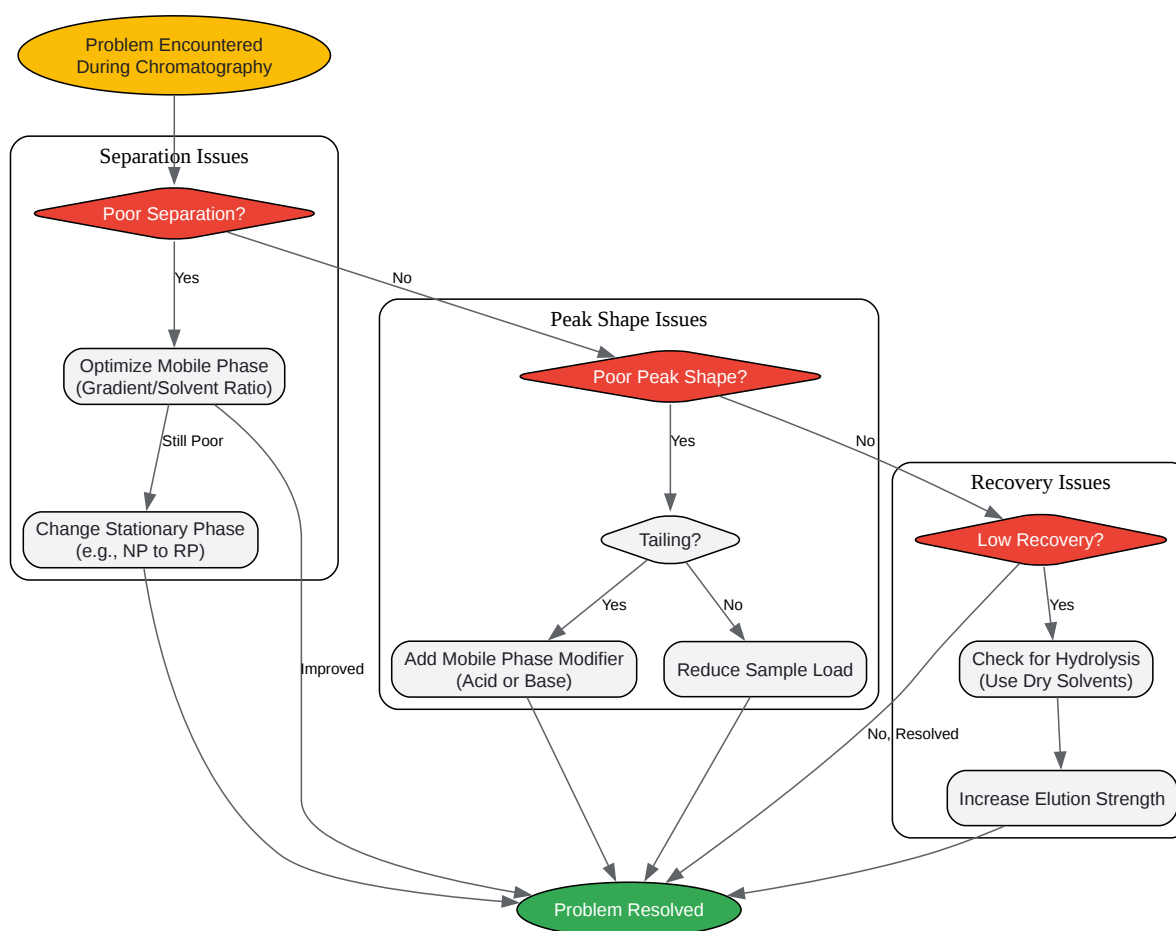 Problem Encountered
During Chromatography
Separation Issues
Poor Separation?
Yes
No
Optimize Mobile Phase
(Gradient/Solvent Ratio)
Still Poor
Change Stationary Phase
(e.g., NP to RP)
Improved
Peak Shape Issues
Poor Peak Shape?
Yes
No
Tailing?
Yes
No
Add Mobile Phase Modifier
(Acid or Base)
Reduce Sample Load
Recovery Issues
Low Recovery?
Yes
Check for Hydrolysis
(Use Dry Solvents)
No, Resolved
Increase Elution Strength
Problem Resolved